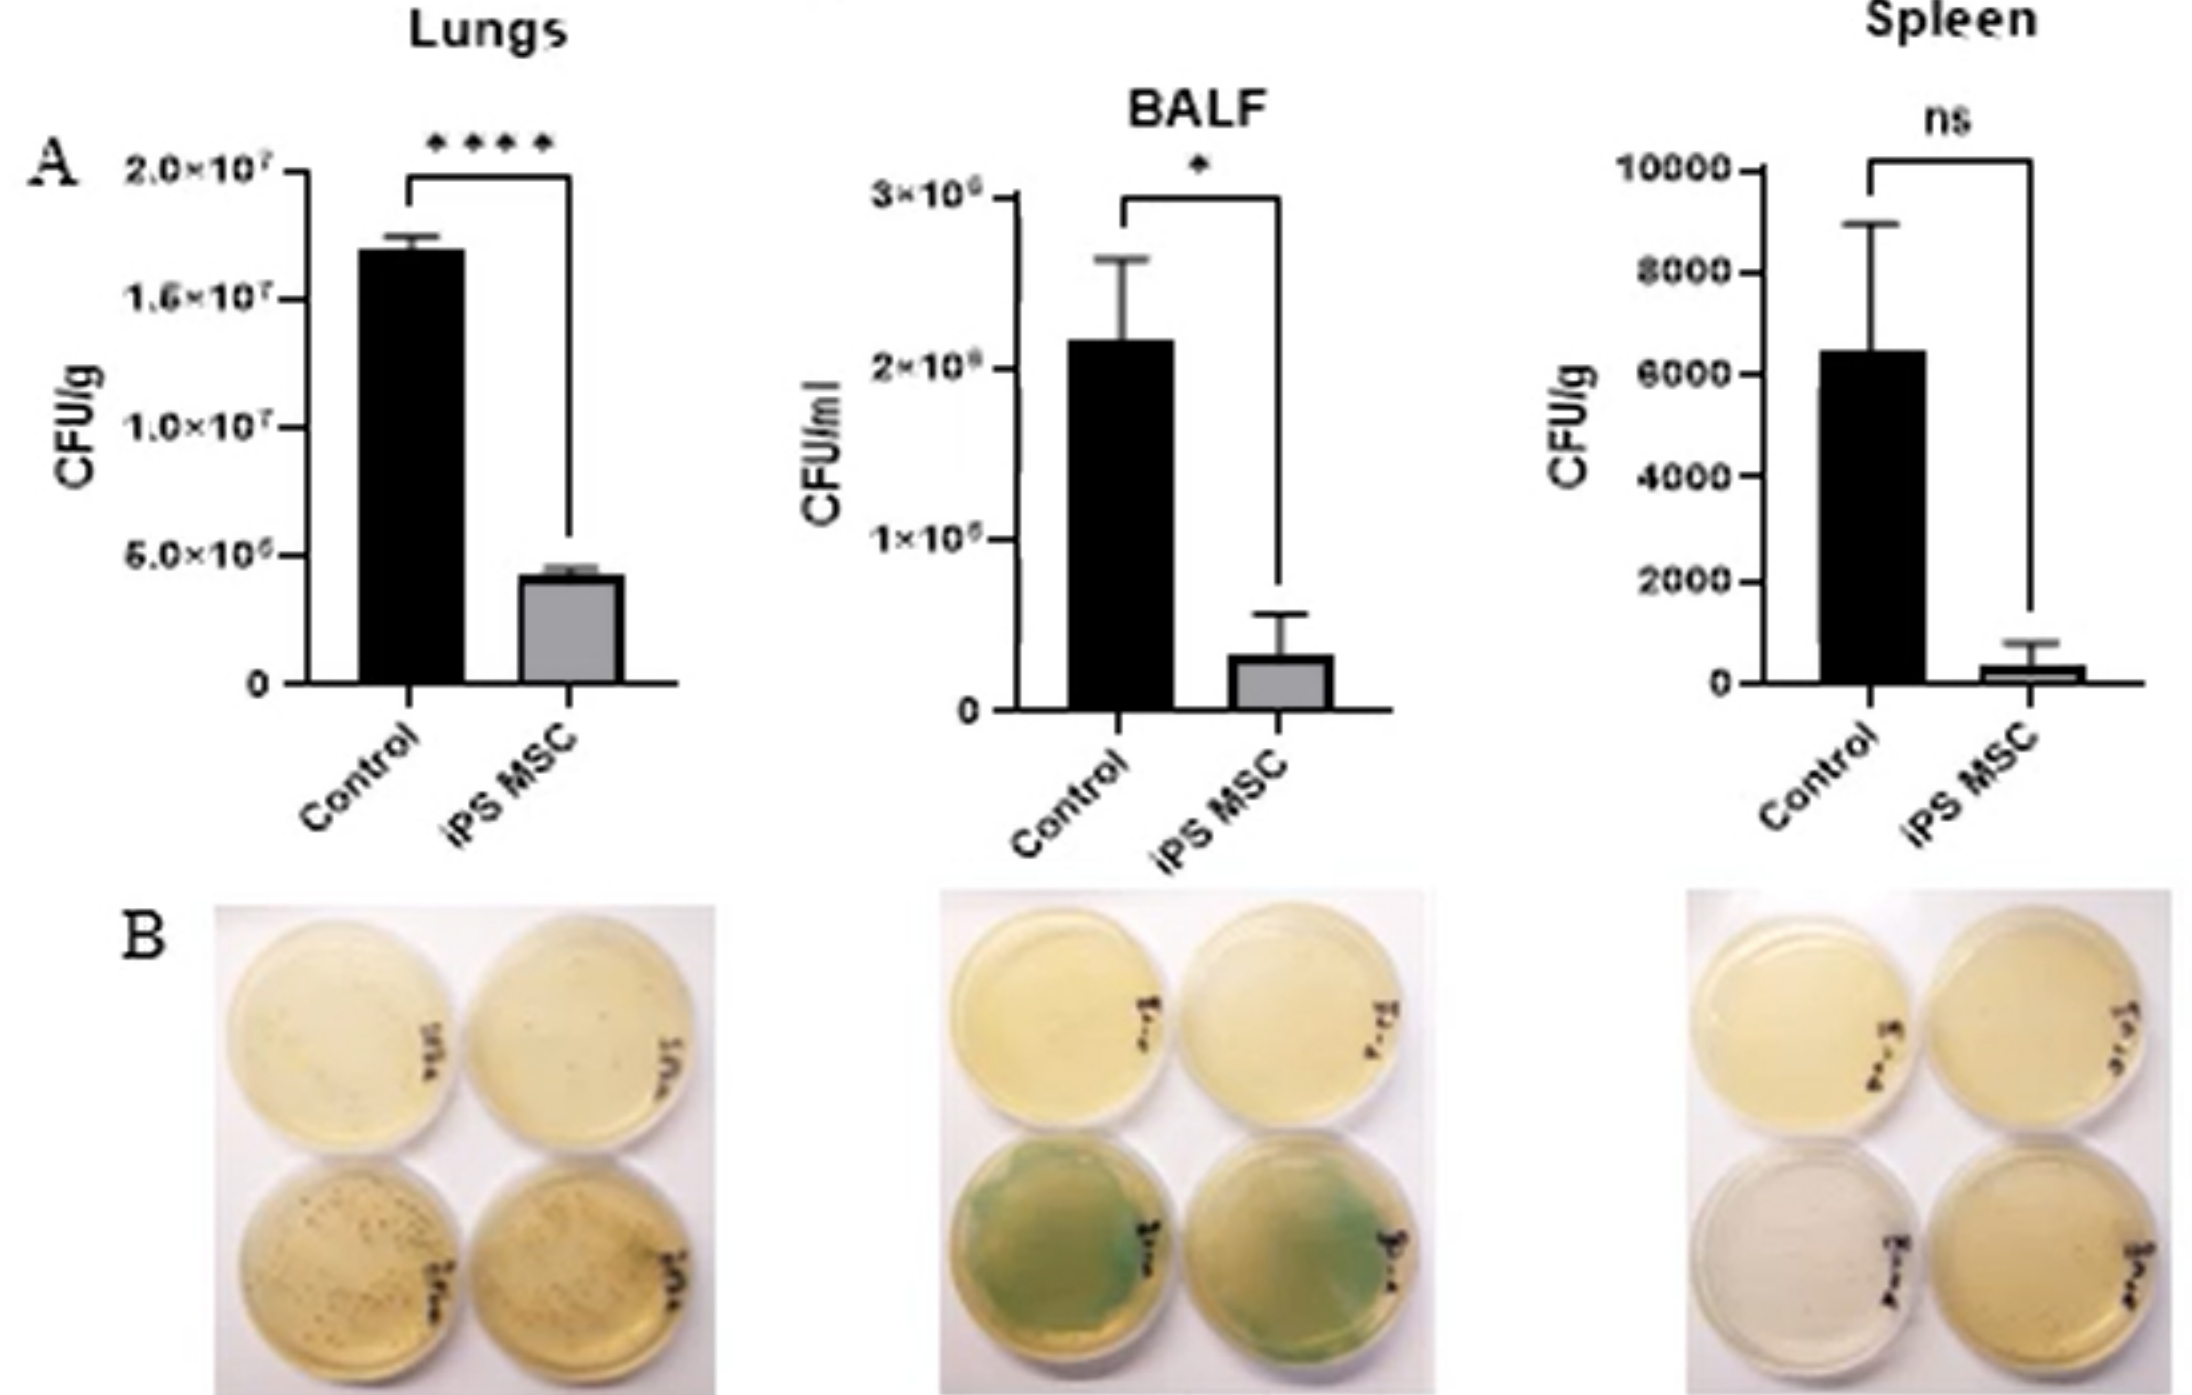 Lungs
A
2.0×10⁷
1.5×10⁷
1.0×10⁷
5.0×10⁶
0
CFU/g
****
Control
iPS MSC
BALF
3×10⁶
2×10⁶
1×10⁶
0
CFU/ml
*
Control
iPS MSC
Spleen
10000
8000
6000
4000
2000
0
CFU/g
ns
Control
iPS MSC
B